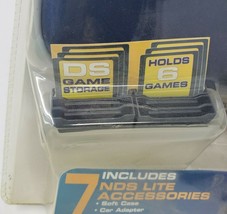 DS
GAME
STORAGE
HOLDS
6
GAMES
7 INCLUDES
NDS LITE
ACCESSORIES
• Soft Case
• Car Adapter